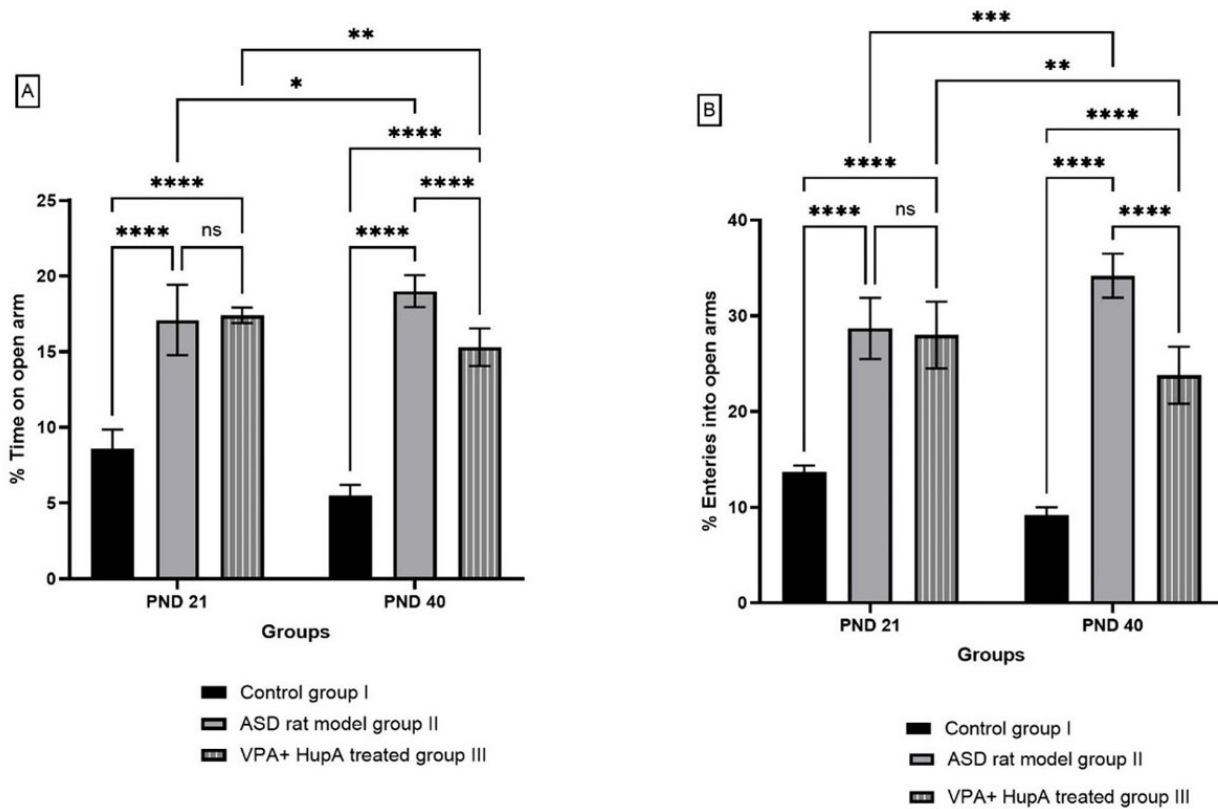 A
**
*
****
****
****
ns
****
****
% Time on open arm
25
20
15
10
5
0
PND 21
PND 40
Groups
Control group I
ASD rat model group II
VPA+ HupA treated group III
B
***
**
****
****
****
****
ns
****
% Enteries into open arms
40
30
20
10
0
PND 21
PND 40
Groups
Control group I
ASD rat model group II
VPA+ HupA treated group III